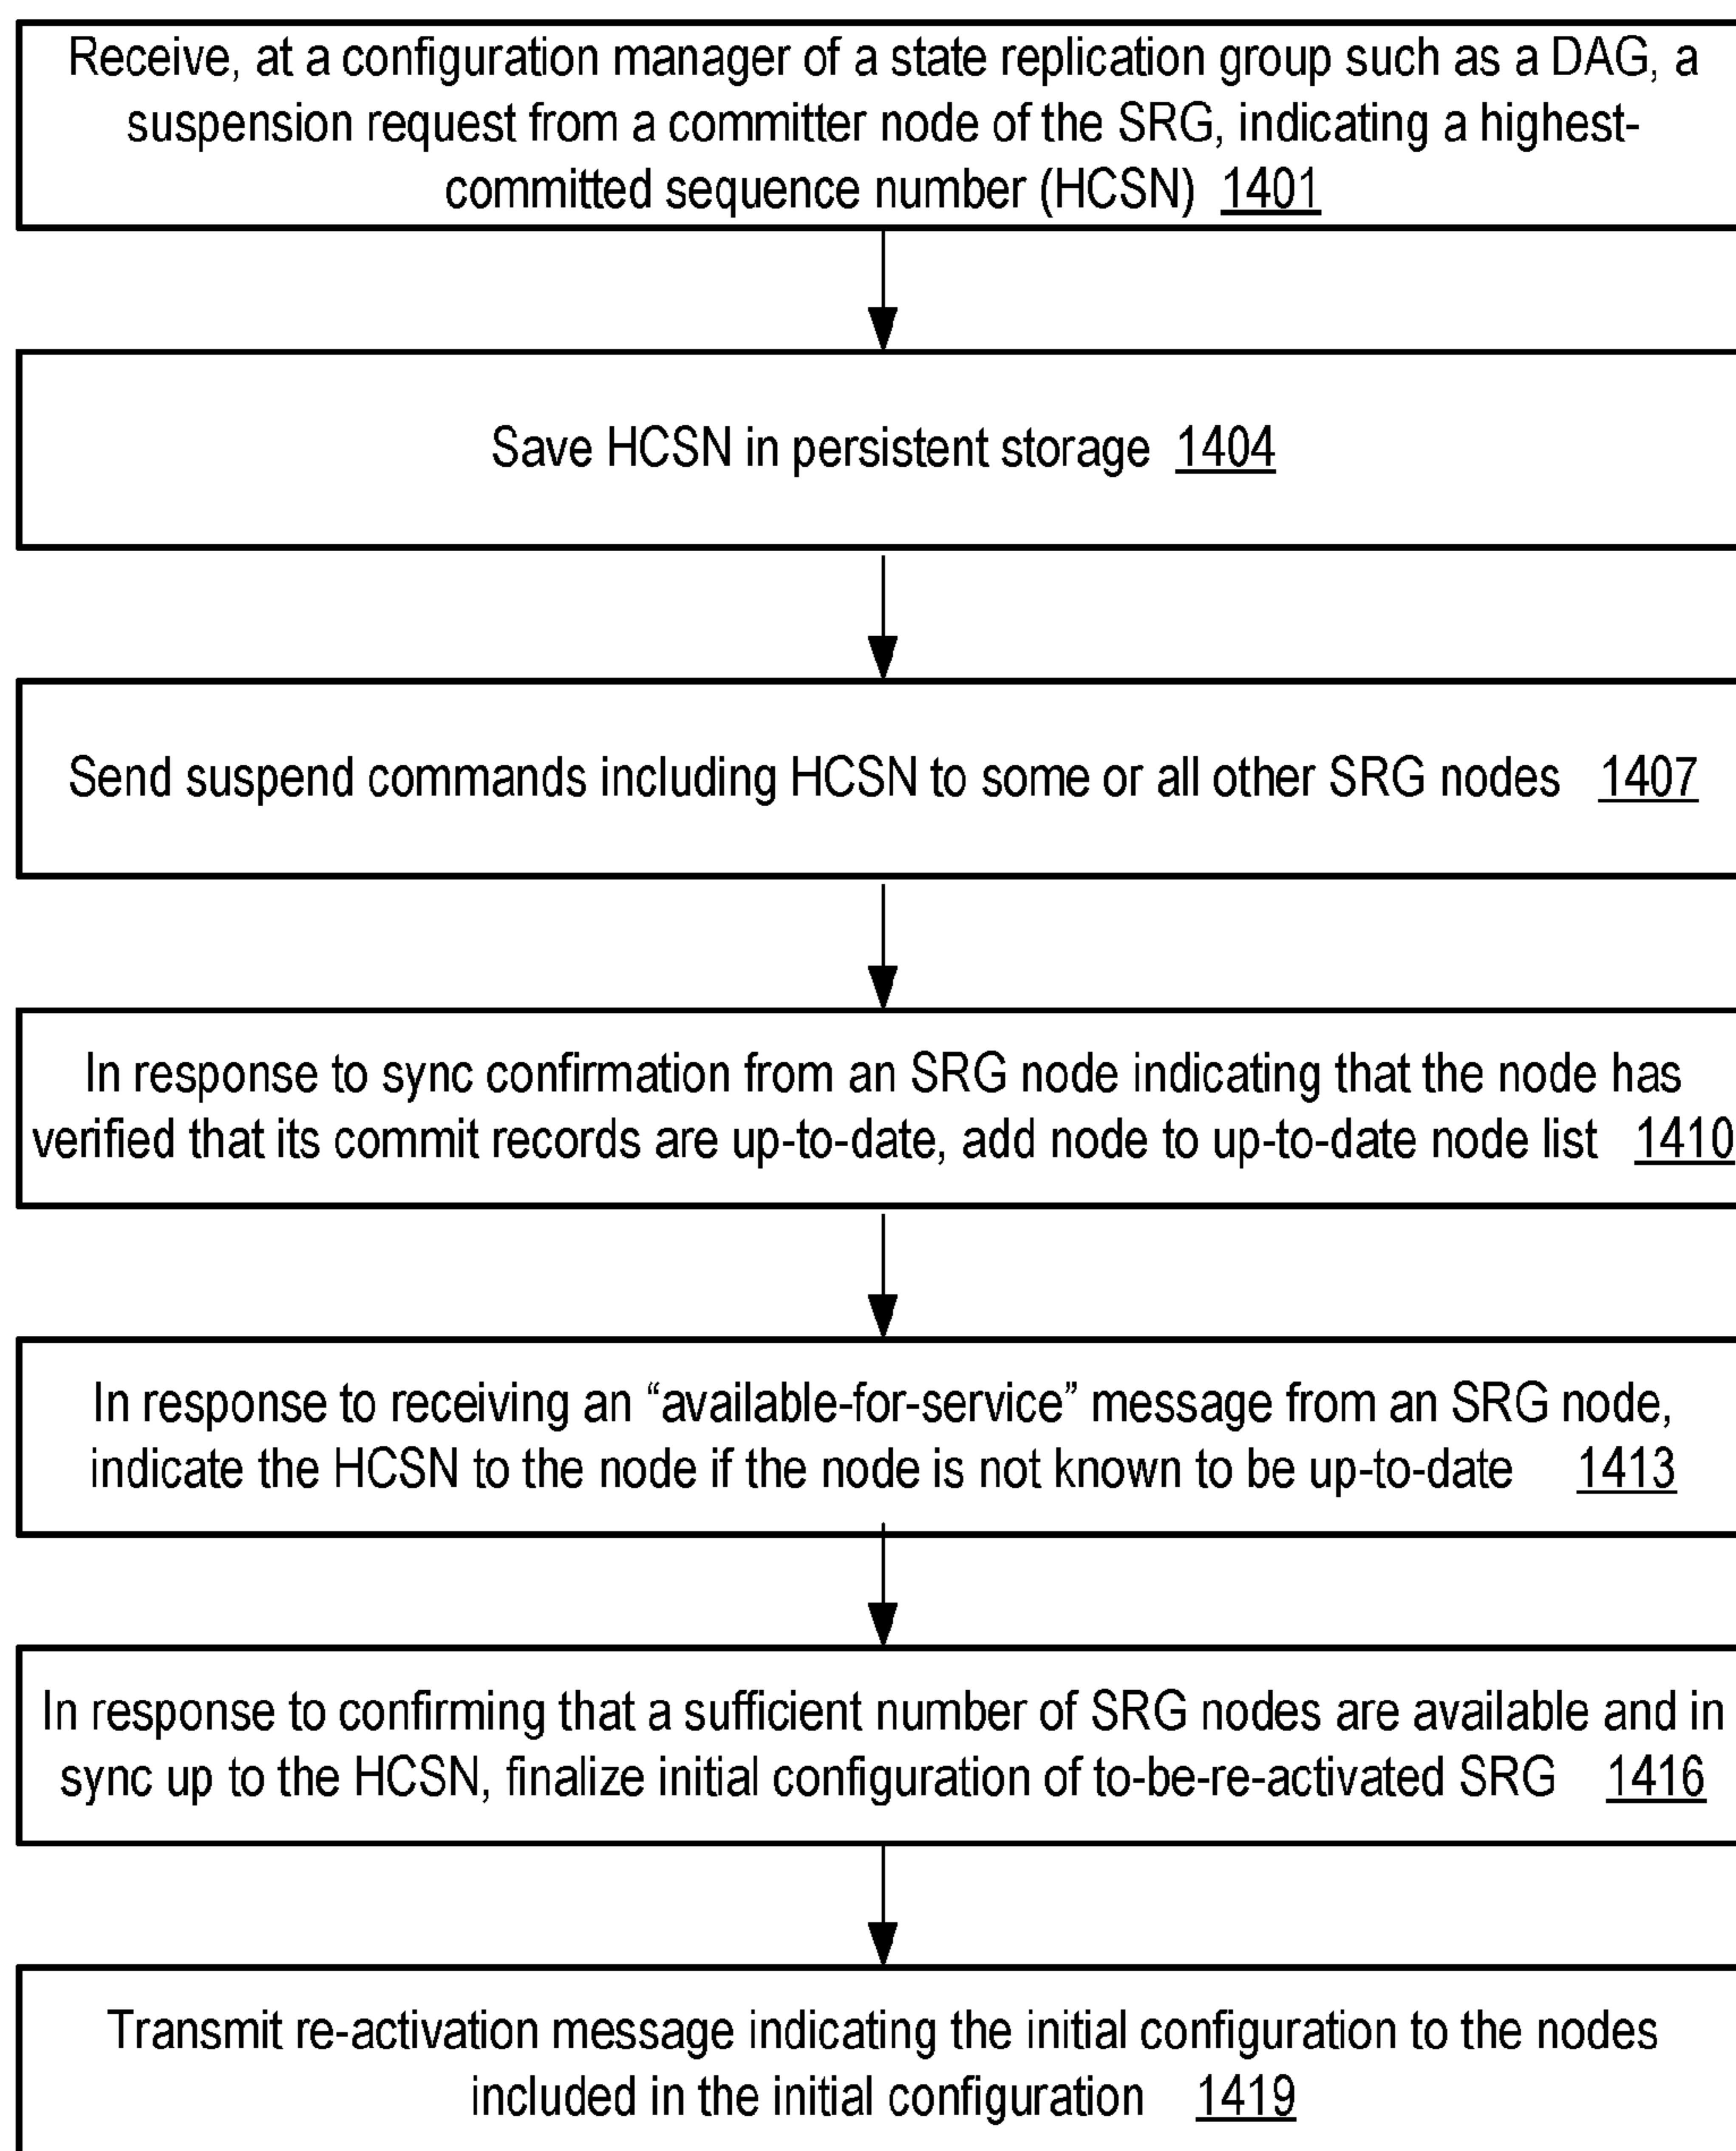 Receive, at a configuration manager of a state replication group such as a DAG, a
suspension request from a committer node of the SRG, indicating a highest-
committed sequence number (HCSN) 1401
Save HCSN in persistent storage 1404
Send suspend commands including HCSN to some or all other SRG nodes 1407
In response to sync confirmation from an SRG node indicating that the node has
verified that its commit records are up-to-date, add node to up-to-date node list 1410
In response to receiving an “available-for-service” message from an SRG node,
indicate the HCSN to the node if the node is not known to be up-to-date 1413
In response to confirming that a sufficient number of SRG nodes are available and in
sync up to the HCSN, finalize initial configuration of to-be-re-activated SRG 1416
Transmit re-activation message indicating the initial configuration to the nodes
included in the initial configuration 1419